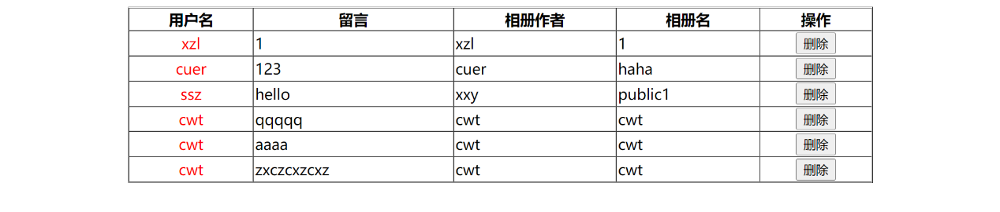 用户名 留言 相册作者 相册名 操作
xzl 1 xzl 1 删除
cuer 123 cuer haha 删除
ssz hello xxy public1 删除
cwt qqqqq cwt cwt 删除
cwt aaaa cwt cwt 删除
cwt zxczcxzcxz cwt cwt 删除